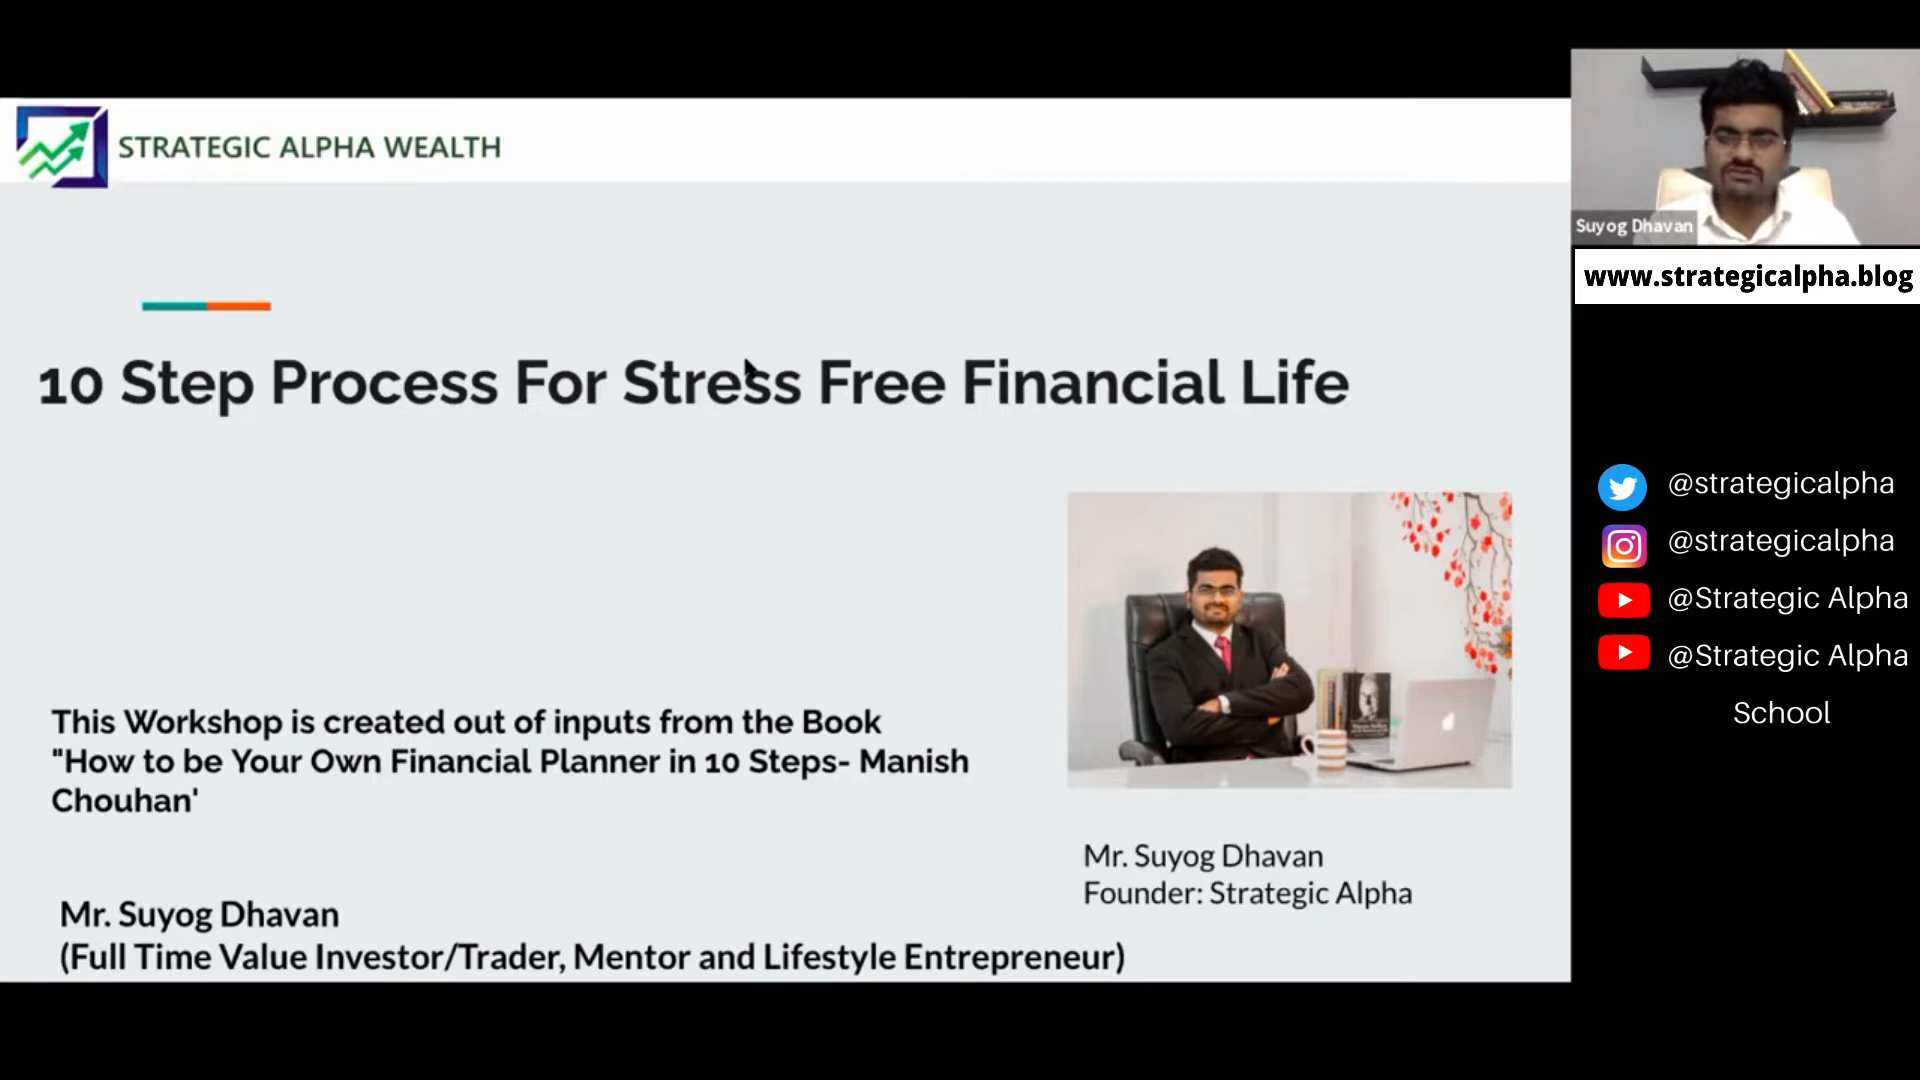 STRATEGIC ALPHA WEALTH
10 Step Process For Stress Free Financial Life
This Workshop is created out of inputs from the Book
"How to be Your Own Financial Planner in 10 Steps- Manish
Chouhan'
Mr. Suyog Dhavan
(Full Time Value Investor/Trader, Mentor and Lifestyle Entrepreneur)
Mr. Suyog Dhavan
Founder: Strategic Alpha
Suyog Dhavan
www.strategicalpha.blog
@strategicalpha
@strategicalpha
@Strategic Alpha
@Strategic Alpha
School